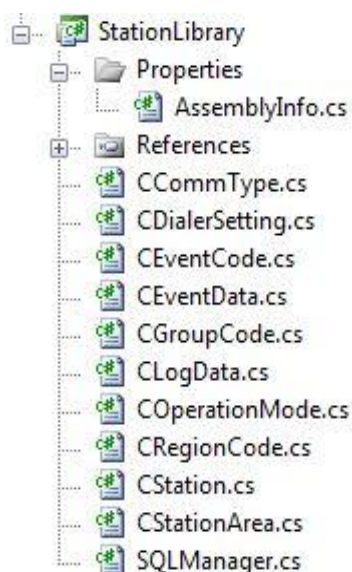 StationLibrary
Properties
AssemblyInfo.cs
References
CCommType.cs
CDialerSetting.cs
CEventCode.cs
CEventData.cs
CGroupCode.cs
CLogData.cs
COperationMode.cs
CRegionCode.cs
CStation.cs
CStationArea.cs
SQLManager.cs